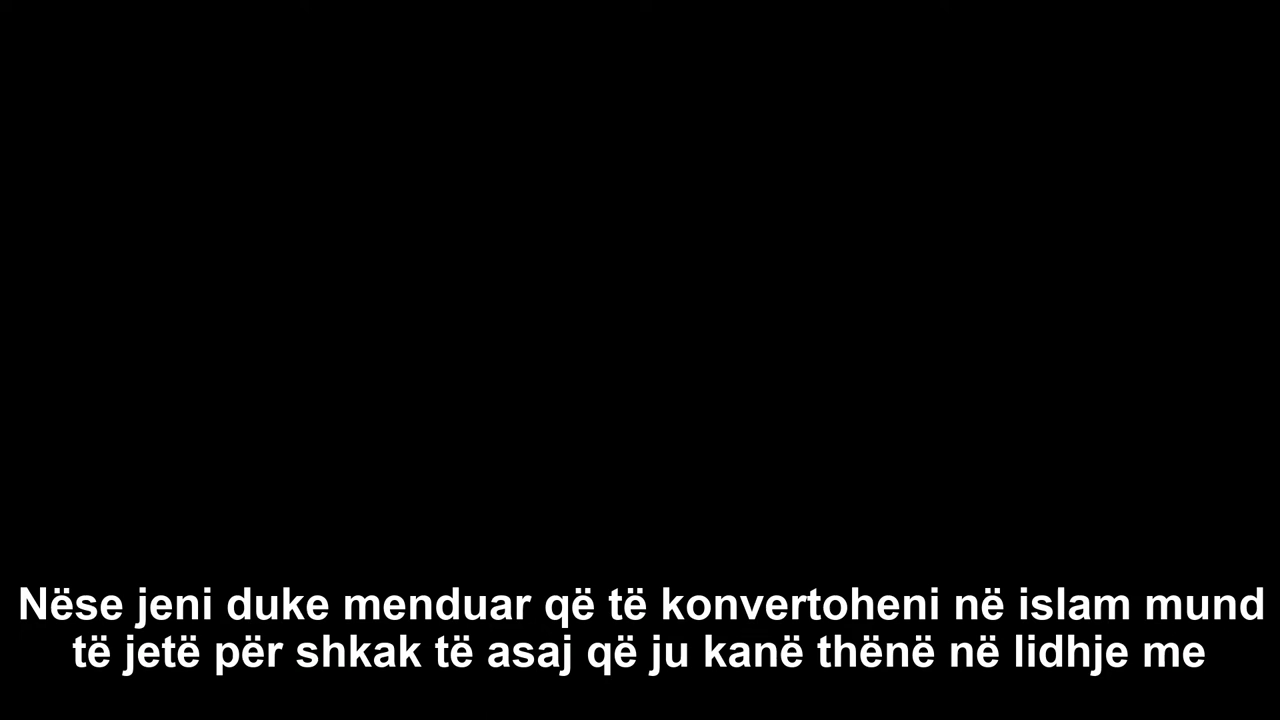 Nëse jeni duke menduar që të konvertoheni në islam mund
të jetë për shkak të asaj që ju kanë thënë në lidhje me